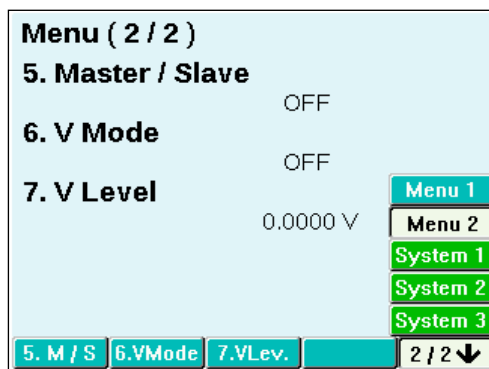 Menu ( 2 / 2 )
5. Master / Slave
OFF
6. V Mode
OFF
7. V Level
0.0000 V
Menu 1
Menu 2
System 1
System 2
System 3
5. M / S 6.VMode 7.VLev. 2 / 2